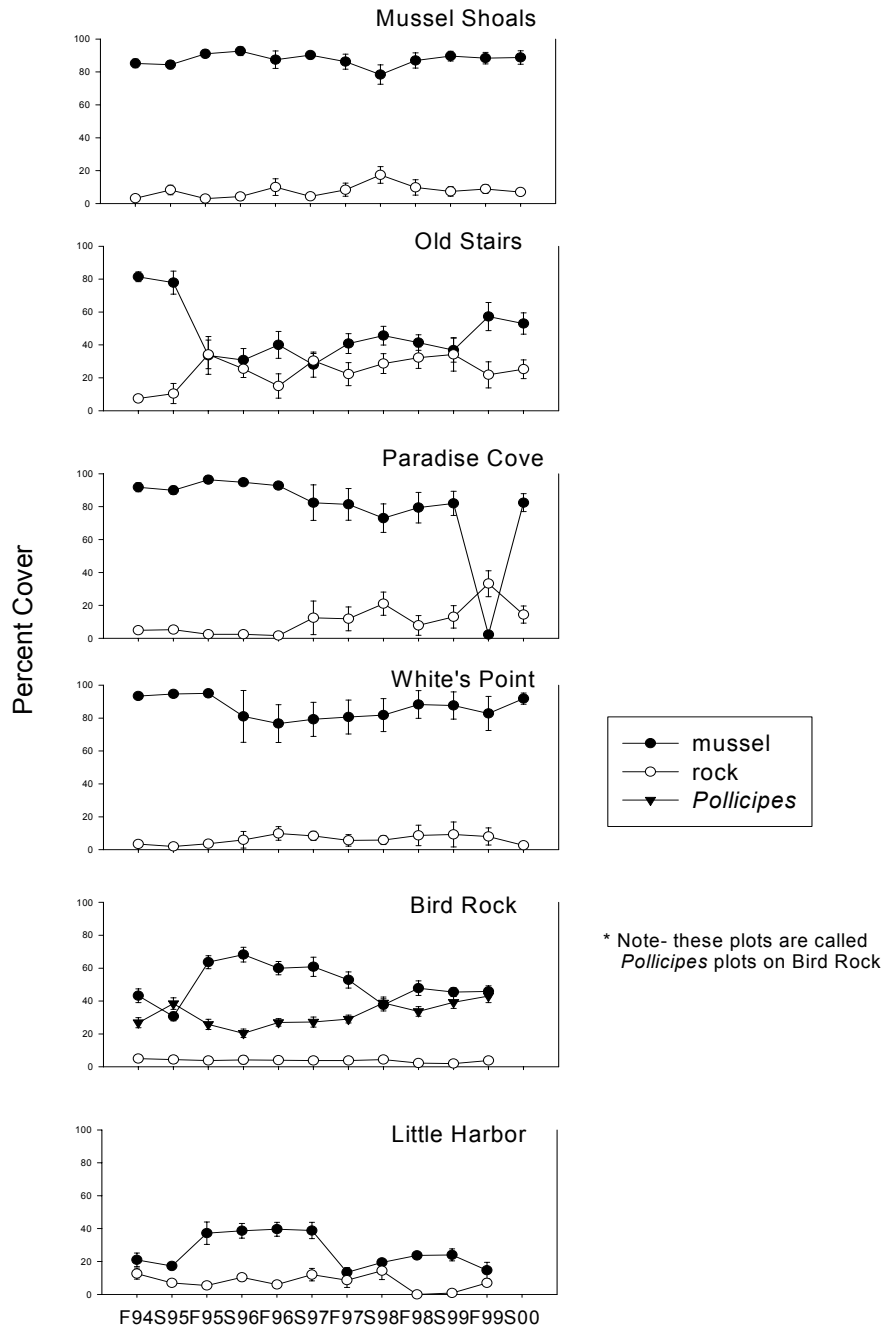 Mussel Shoals
100
80
60
40
20
0
Old Stairs
100
80
60
40
20
0
Paradise Cove
100
80
60
40
20
0
Percent Cover
White's Point
100
80
60
40
20
0
mussel
rock
Pollicipes
Bird Rock
100
80
60
40
20
0
* Note- these plots are called
Pollicipes plots on Bird Rock
Little Harbor
100
80
60
40
20
0
F94S95F95S96F96S97F97S98F98S99F99S00